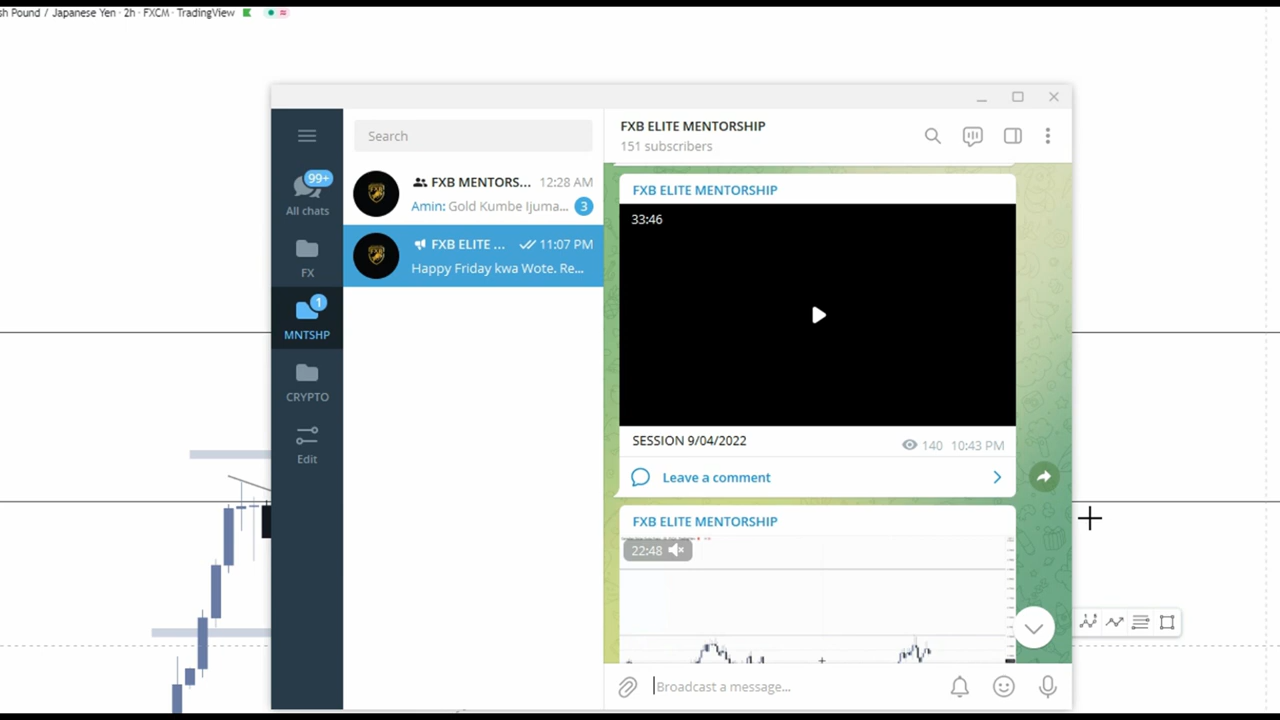 sh Pound / Japanese Yen · 2h · FXCM · TradingView
Search
FXB MENTORS... 12:28 AM
Amin: Gold Kumbe Ijuma... 3
FXB ELITE ... 11:07 PM
Happy Friday kwa Wote. Re...
99+
All chats
FX
1
MNTSHP
CRYPTO
Edit
FXB ELITE MENTORSHIP
151 subscribers
FXB ELITE MENTORSHIP
33:46
SESSION 9/04/2022
140 10:43 PM
Leave a comment
FXB ELITE MENTORSHIP
22:48
Broadcast a message...